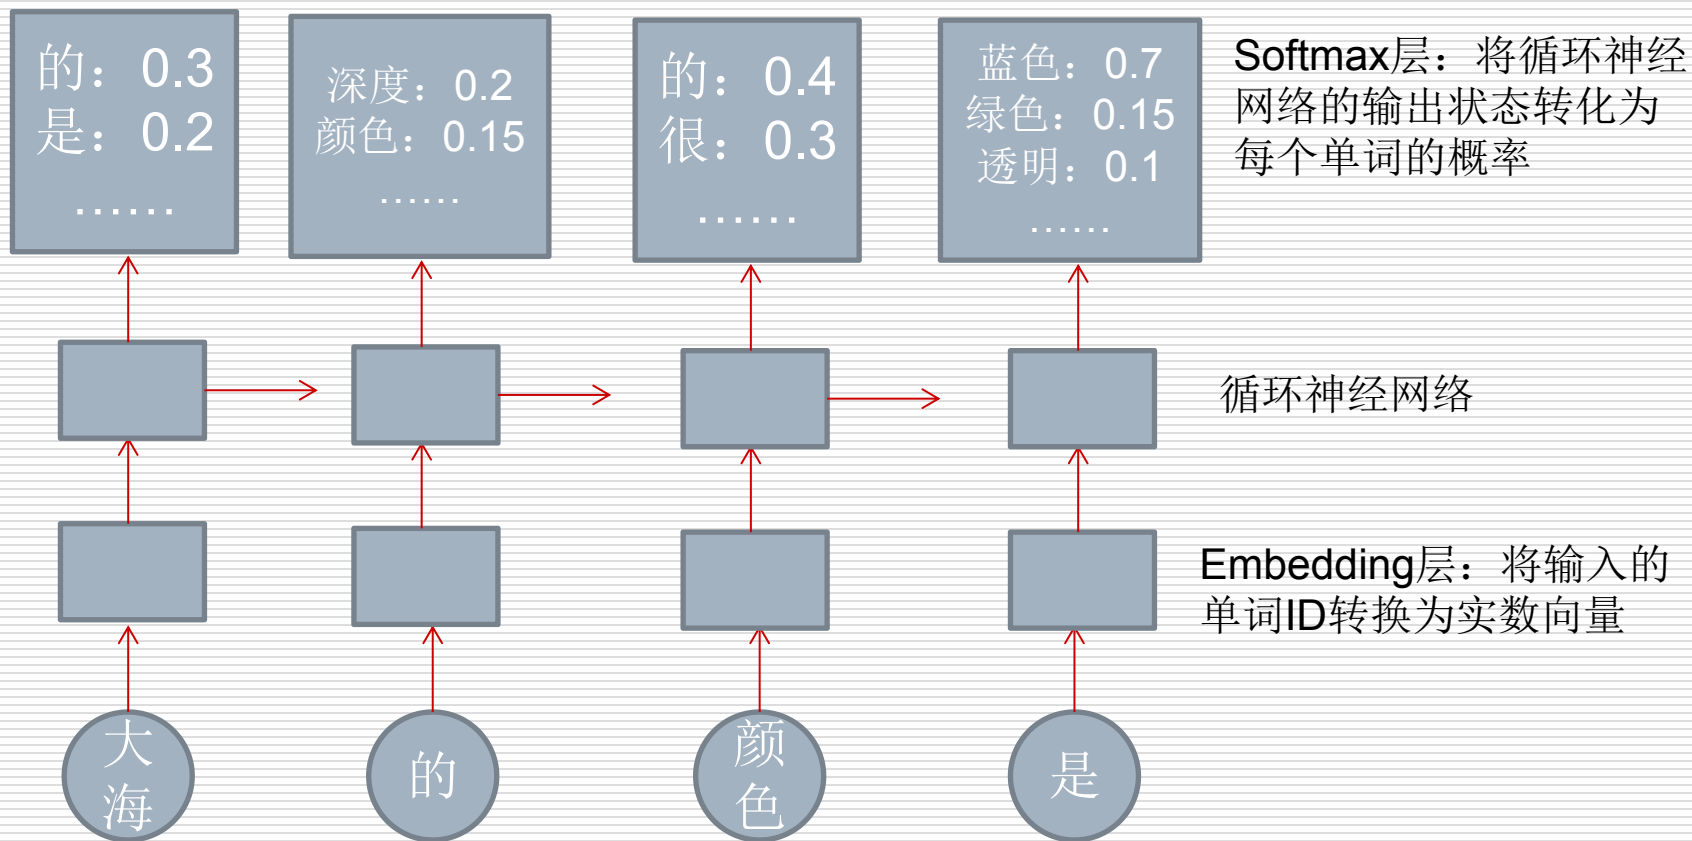 的：0.3
是：0.2
......
深度：0.2
颜色：0.15
......
的：0.4
很：0.3
......
蓝色：0.7
绿色：0.15
透明：0.1
......
Softmax层：将循环神经
网络的输出状态转化为
每个单词的概率
循环神经网络
Embedding层：将输入的
单词ID转换为实数向量
大
海
的
颜
色
是